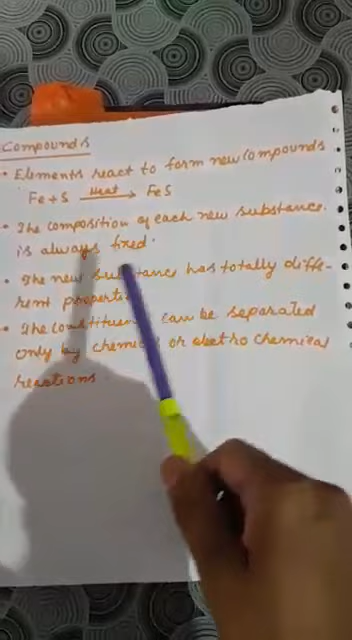 Compounds
• Elements react to form new Compounds
Fe + S Heat → FeS
• The composition of each new substance
is always fixed.
• The new substance has totally diffe-
rent
• The can be separated
only by or electro chemical
reactions